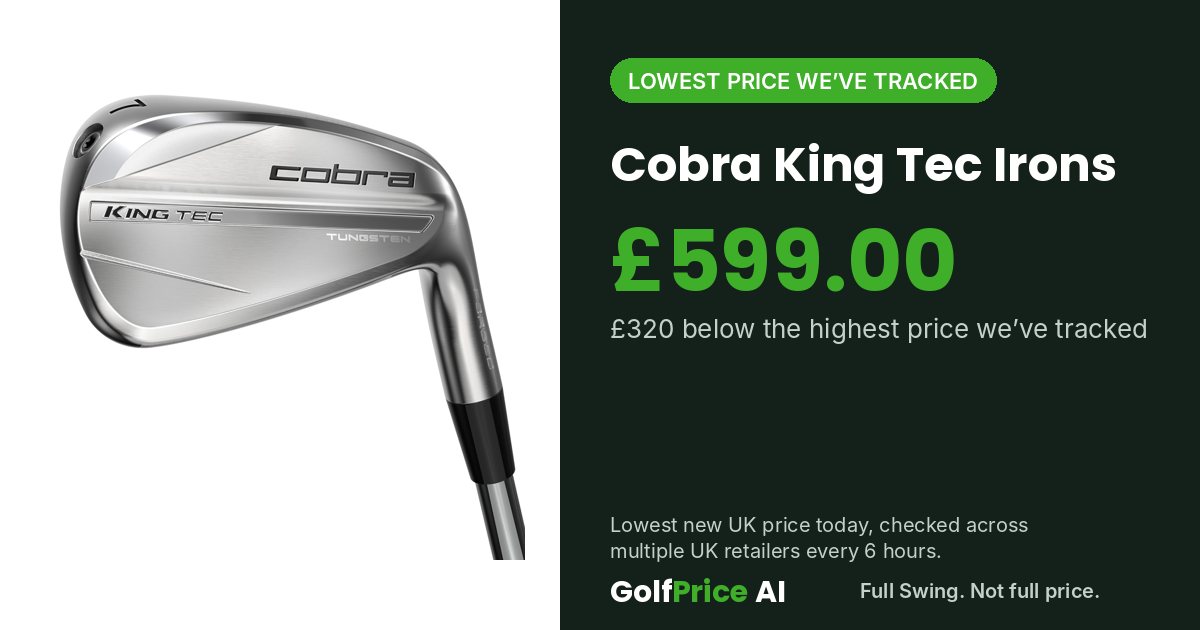 7
cobra
KING TEC
TUNGSTEN
FORGED
LOWEST PRICE WE’VE TRACKED
Cobra King Tec Irons
£599.00
£320 below the highest price we’ve tracked
Lowest new UK price today, checked across
multiple UK retailers every 6 hours.
GolfPrice AI
Full Swing. Not full price.